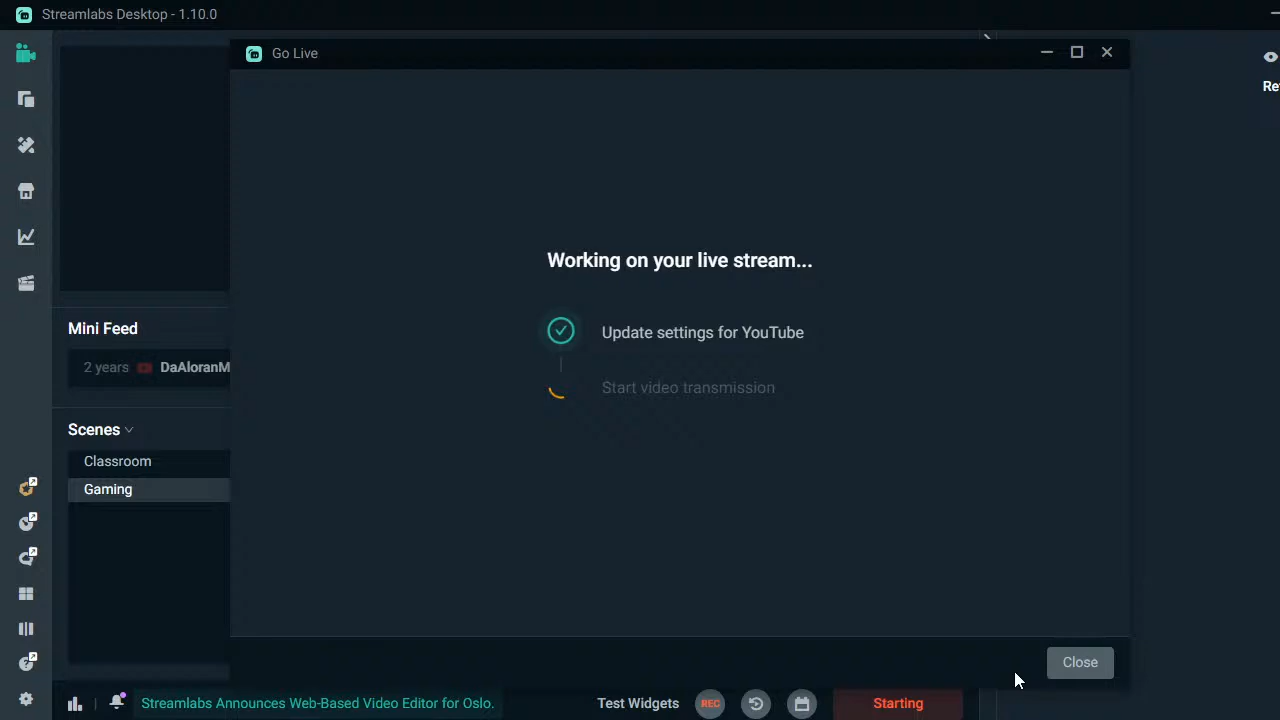 Streamlabs Desktop - 1.10.0
Go Live
Working on your live stream...
Update settings for YouTube
Start video transmission
Mini Feed
2 years DaAloranM
Scenes
Classroom
Gaming
Close
Streamlabs Announces Web-Based Video Editor for Oslo.
Test Widgets
REC
Starting